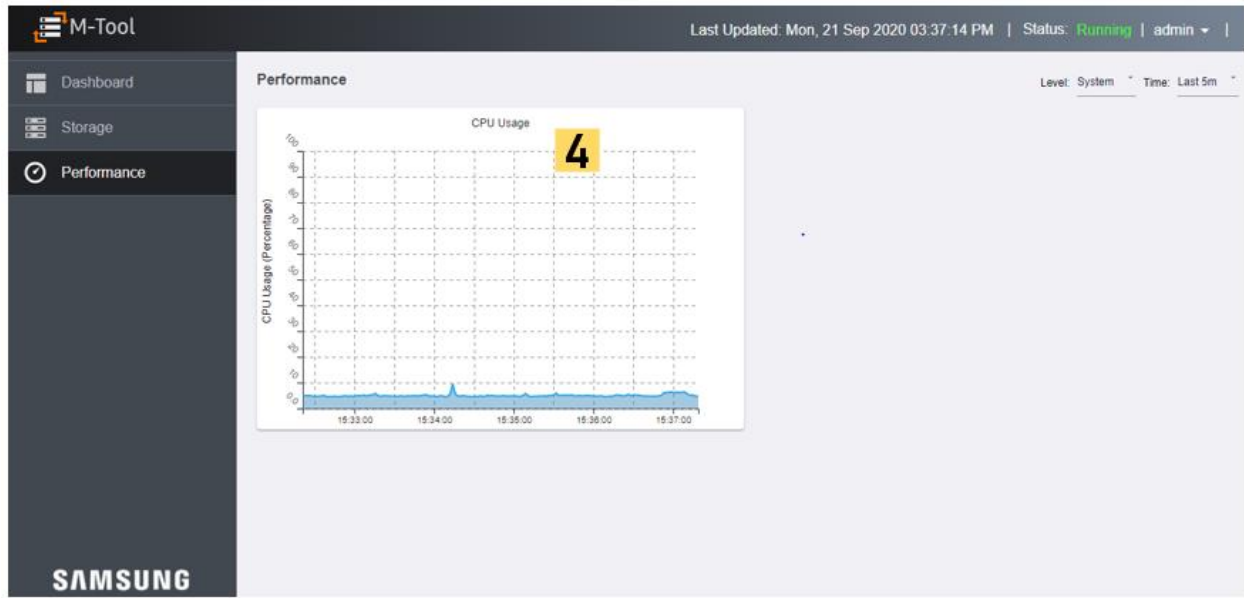 M-Tool
Last Updated: Mon, 21 Sep 2020 03:37:14 PM | Status: Running | admin |
Dashboard
Storage
Performance
SAMSUNG
Performance
Level: System Time: Last 5m
CPU Usage
4
CPU Usage (Percentage)
100
90
80
70
60
50
40
30
20
10
0.0
15:33:00 15:34:00 15:35:00 15:36:00 15:37:00